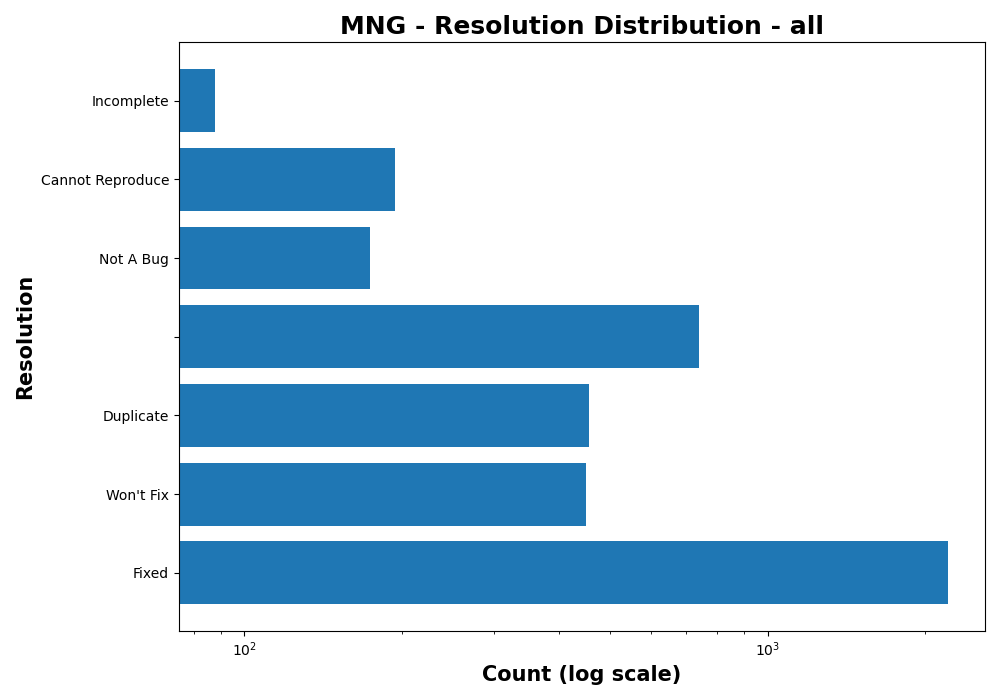 MNG - Resolution Distribution - all
Incomplete
Cannot Reproduce
Not A Bug
Duplicate
Won't Fix
Fixed
Resolution
10² 10³
Count (log scale)